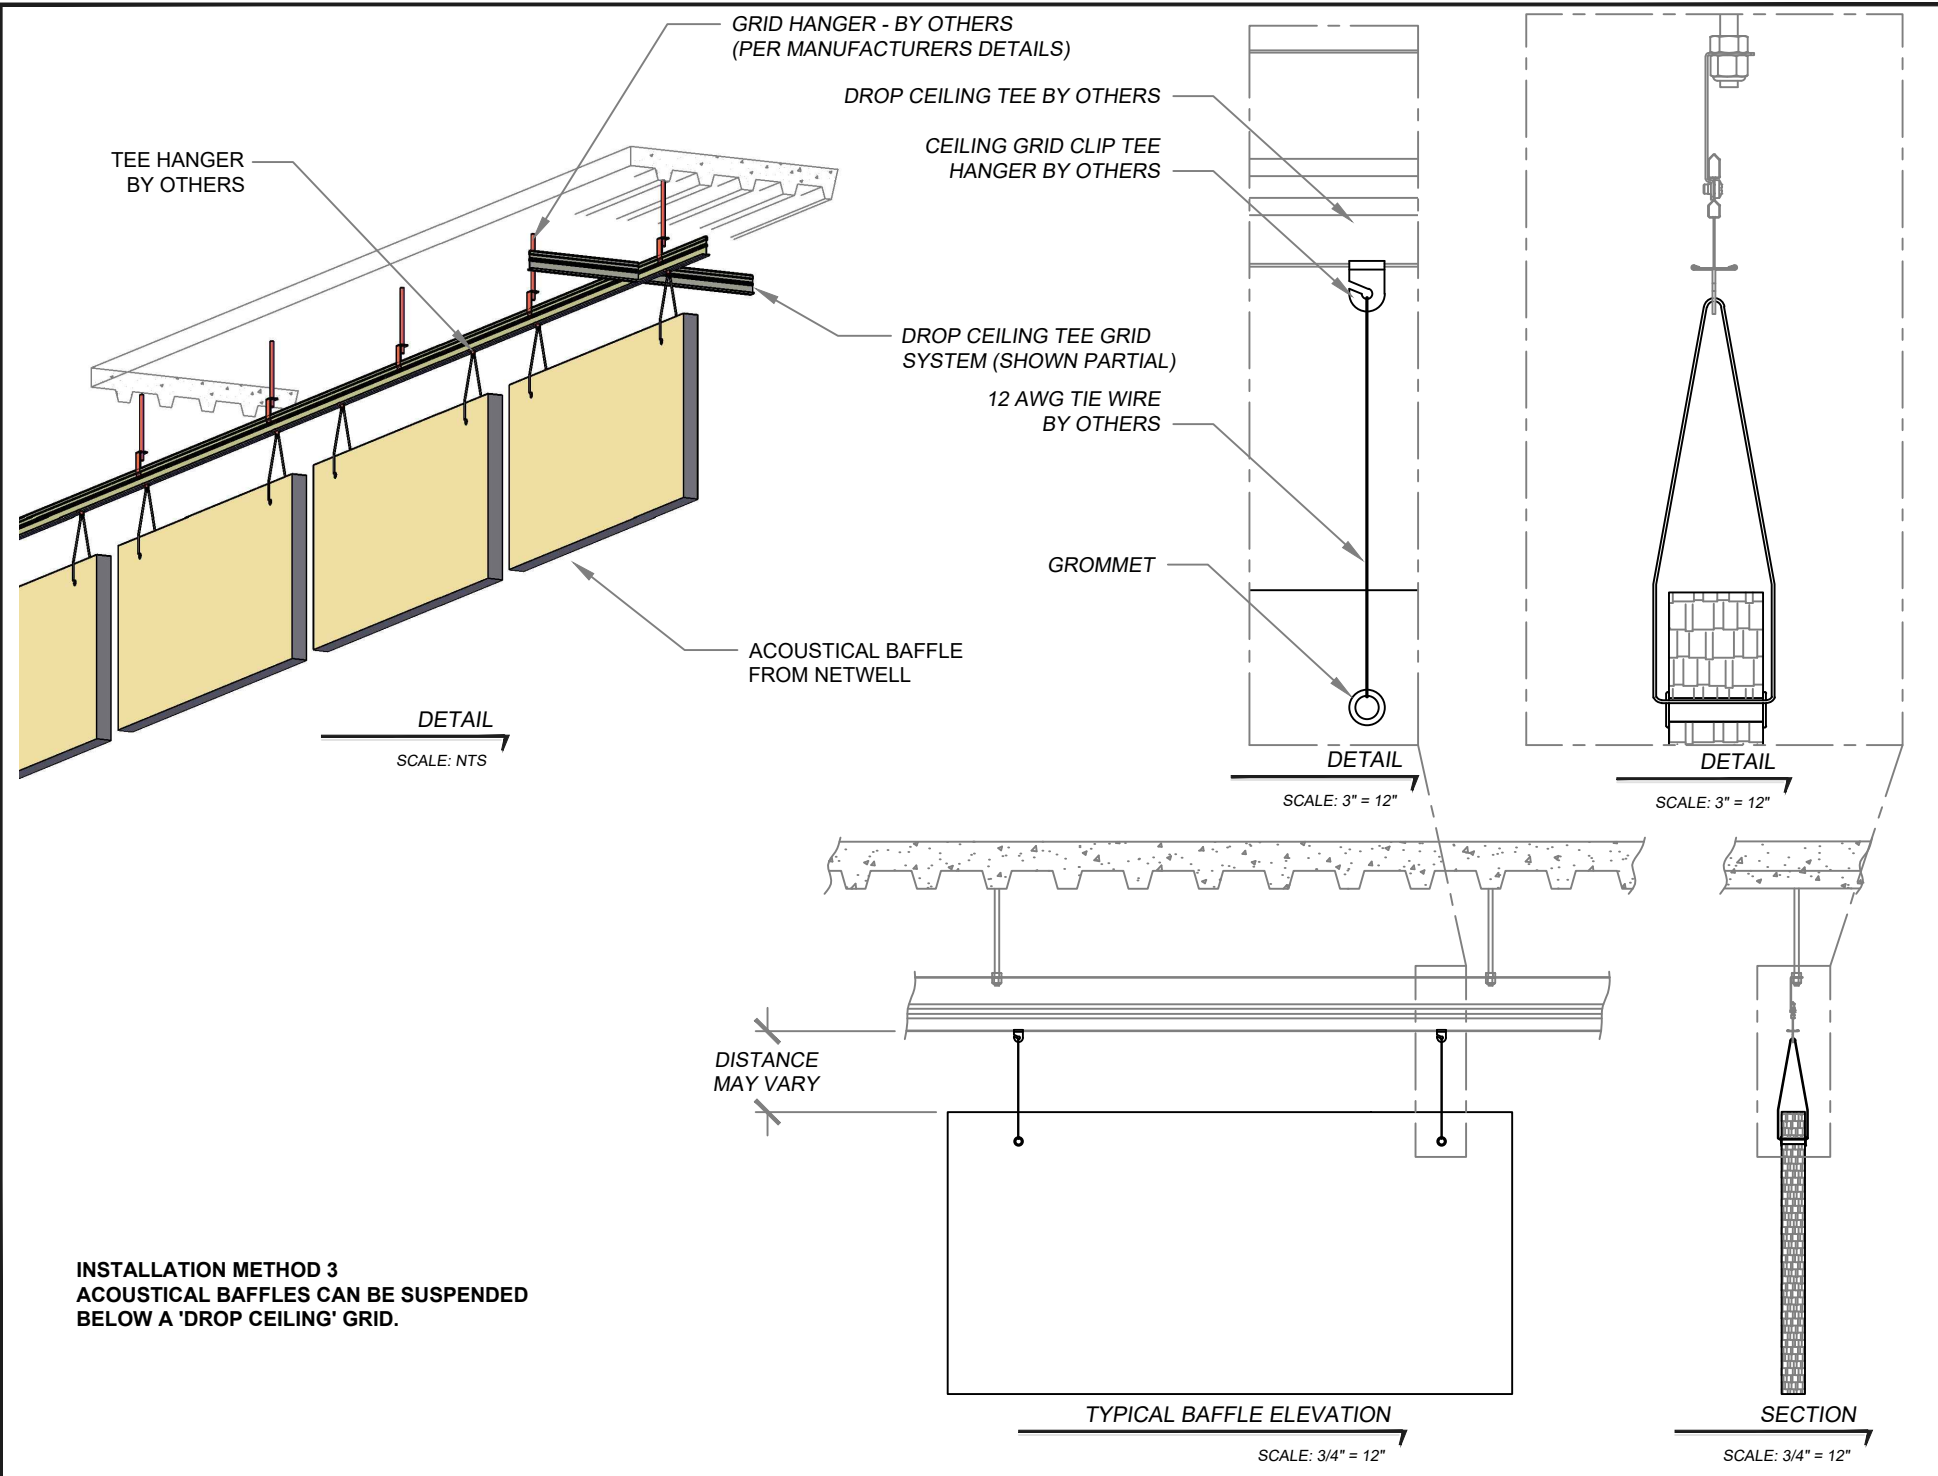 GRID HANGER - BY OTHERS
(PER MANUFACTURERS DETAILS)
DROP CEILING TEE BY OTHERS
CEILING GRID CLIP TEE
HANGER BY OTHERS
TEE HANGER
BY OTHERS
DROP CEILING TEE GRID
SYSTEM (SHOWN PARTIAL)
12 AWG TIE WIRE
BY OTHERS
GROMMET
ACOUSTICAL BAFFLE
FROM NETWELL
DETAIL
SCALE: NTS
DETAIL
SCALE: 3" = 12"
DETAIL
SCALE: 3" = 12"
DISTANCE
MAY VARY
INSTALLATION METHOD 3
ACOUSTICAL BAFFLES CAN BE SUSPENDED
BELOW A 'DROP CEILING' GRID.
TYPICAL BAFFLE ELEVATION
SCALE: 3/4" = 12"
SECTION
SCALE: 3/4" = 12"